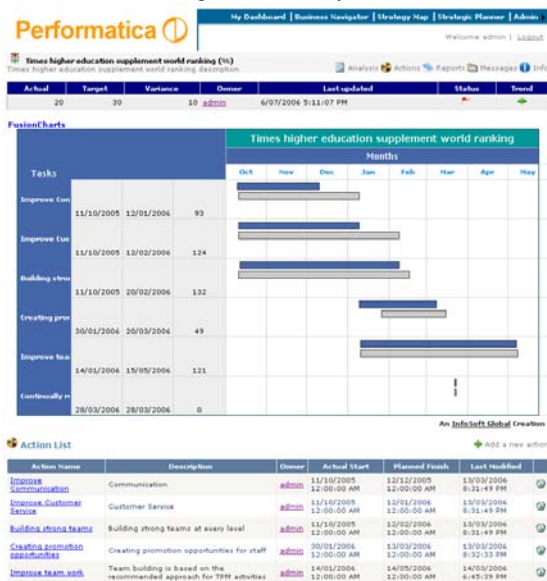 Performatica
My Dashboard | Business Navigator | Strategy Map | Strategic Planner | Admin
Welcome admin | Logout
Times higher education supplement world ranking (%)
Times higher education supplement world ranking description
Analysis Actions Reports Messages Info
Actual Target Variance Owner Last updated Status Trend
20 30 10 admin 6/07/2006 5:11:07 PM
FusionCharts
Times higher education supplement world ranking
Months
Tasks
Oct Nov Dec Jan Feb Mar Apr May
Improve Com
11/10/2005 12/01/2006 93
Improve Cus
11/10/2005 12/02/2006 124
Building stron
11/10/2005 20/02/2006 132
Creating pro
30/01/2006 20/03/2006 49
Improve tea
14/01/2006 15/05/2006 121
Continually
28/03/2006 28/03/2006 0
An InfoSoft Global Creation
Action List
Add a new action
Action Name Description Owner Actual Start Planned Finish Last Modified
Improve Communication Communication admin 11/10/2005 12:00:00 AM 12/12/2005 12:00:00 AM 13/03/2006 8:31:49 PM
Improve Customer Service Customer Service admin 11/10/2005 12:00:00 AM 12/01/2006 12:00:00 AM 13/03/2006 8:31:49 PM
Building strong teams Building strong teams at every level admin 11/10/2005 12:00:00 AM 12/02/2006 12:00:00 AM 13/03/2006 8:31:49 PM
Creating promotion opportunities Creating promotion opportunities for staff admin 30/01/2006 12:00:00 AM 13/03/2006 12:00:00 AM 13/03/2006 8:32:33 PM
Improve team work Team building is based on the recommended approach for TPM activities admin 14/01/2006 12:00:00 AM 14/05/2006 12:00:00 AM 13/03/2006 6:45:39 PM